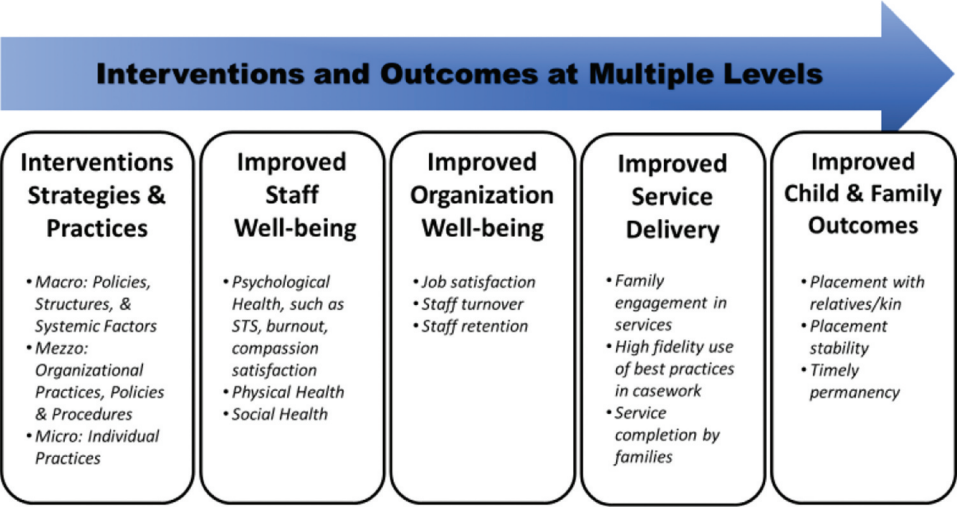 Interventions and Outcomes at Multiple Levels
Interventions
Strategies &
Practices
• Macro: Policies,
Structures, &
Systemic Factors
• Mezzo:
Organizational
Practices, Policies
& Procedures
• Micro: Individual
Practices
Improved
Staff
Well-being
• Psychological
Health, such as
STS, burnout,
compassion
satisfaction
• Physical Health
• Social Health
Improved
Organization
Well-being
• Job satisfaction
• Staff turnover
• Staff retention
Improved
Service
Delivery
• Family
engagement in
services
• High fidelity use
of best practices
in casework
• Service
completion by
families
Improved
Child & Family
Outcomes
• Placement with
relatives/kin
• Placement
stability
• Timely
permanency